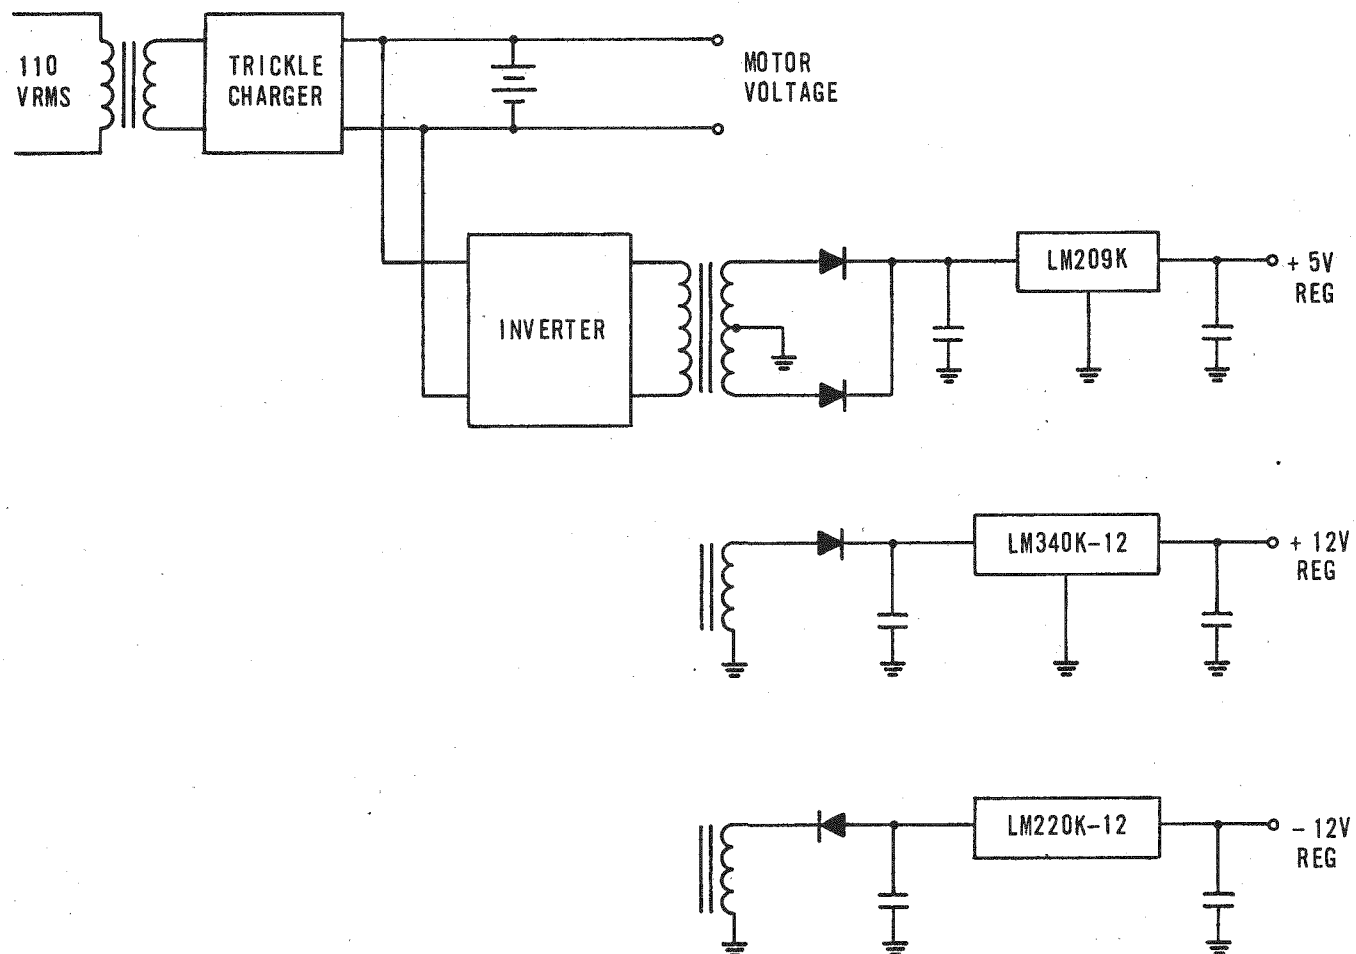 110
VRMS
TRICKLE
CHARGER
MOTOR
VOLTAGE
INVERTER
LM209K
+ 5V
REG
LM340K-12
+ 12V
REG
LM220K-12
- 12V
REG